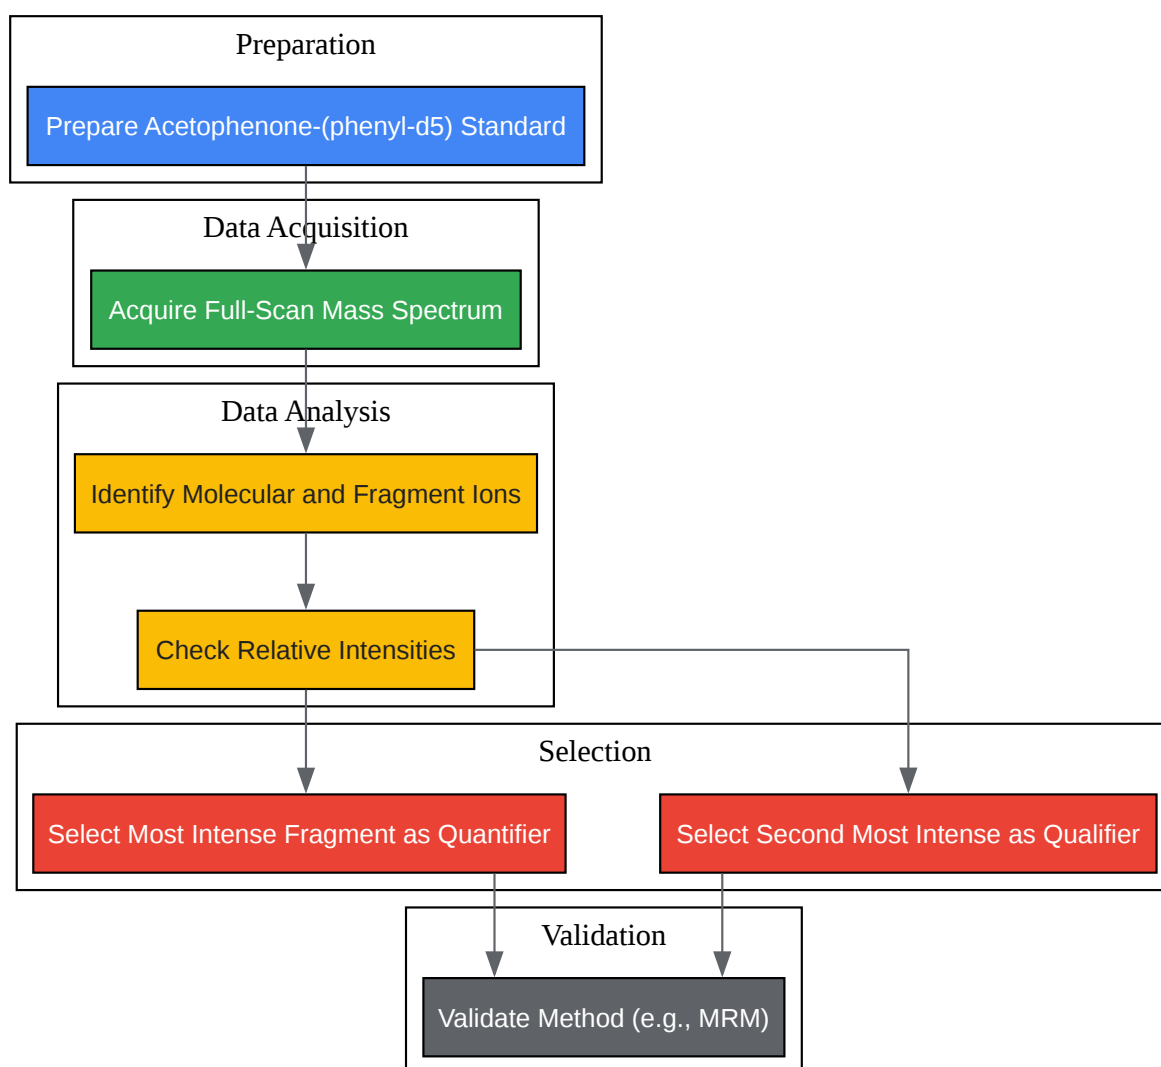 Preparation
Prepare Acetophenone-(phenyl-d5) Standard
Data Acquisition
Acquire Full-Scan Mass Spectrum
Data Analysis
Identify Molecular and Fragment Ions
Check Relative Intensities
Selection
Select Most Intense Fragment as Quantifier
Select Second Most Intense as Qualifier
Validation
Validate Method (e.g., MRM)